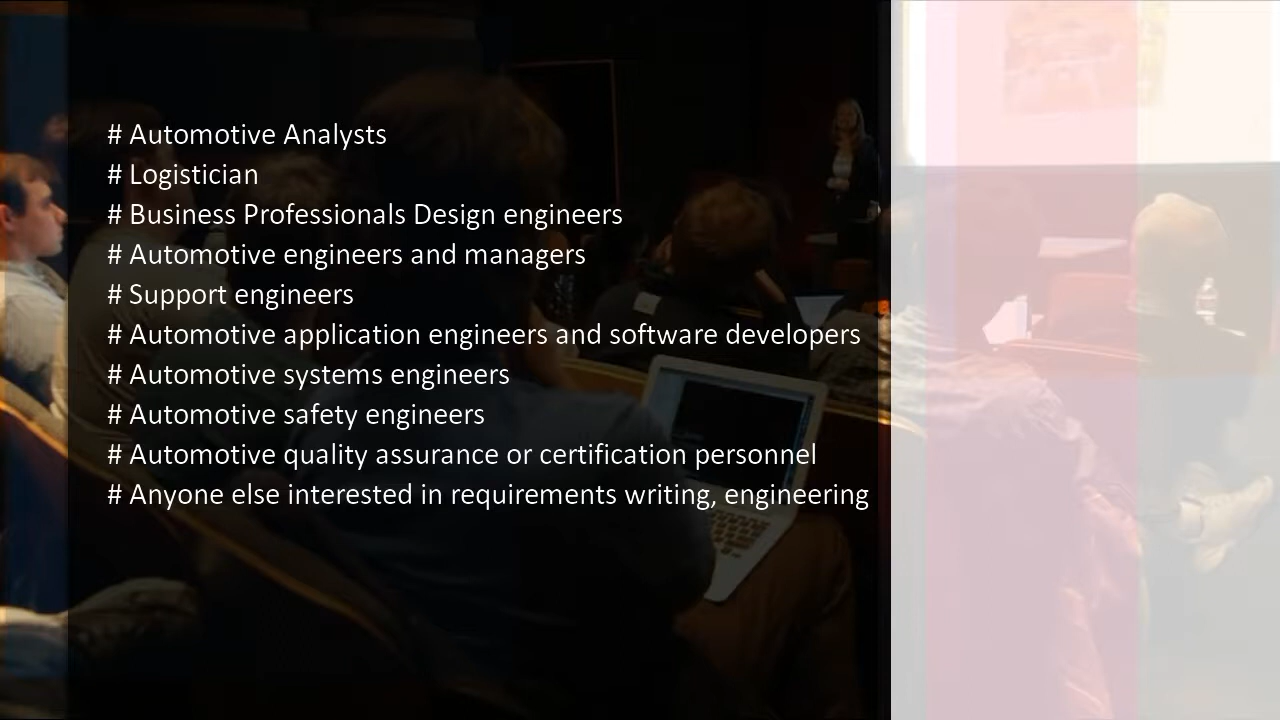 # Automotive Analysts
# Logistician
# Business Professionals Design engineers
# Automotive engineers and managers
# Support engineers
# Automotive application engineers and software developers
# Automotive systems engineers
# Automotive safety engineers
# Automotive quality assurance or certification personnel
# Anyone else interested in requirements writing, engineering